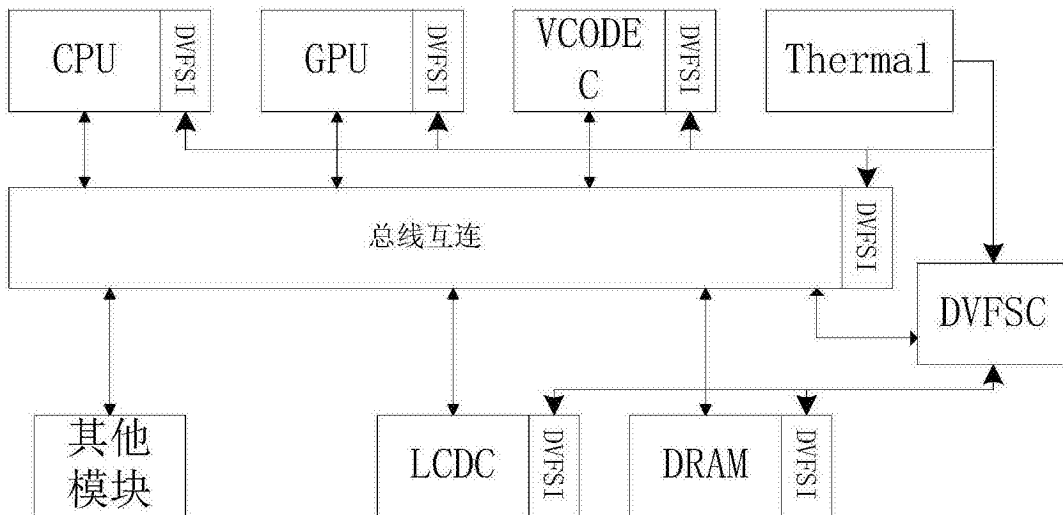 CPU
DVFSI
GPU
DVFSI
VCODE
C
DVFSI
Thermal
总线互连
DVFSI
DVFSC
其他
模块
LCDC
DVFSI
DRAM
DVFSI